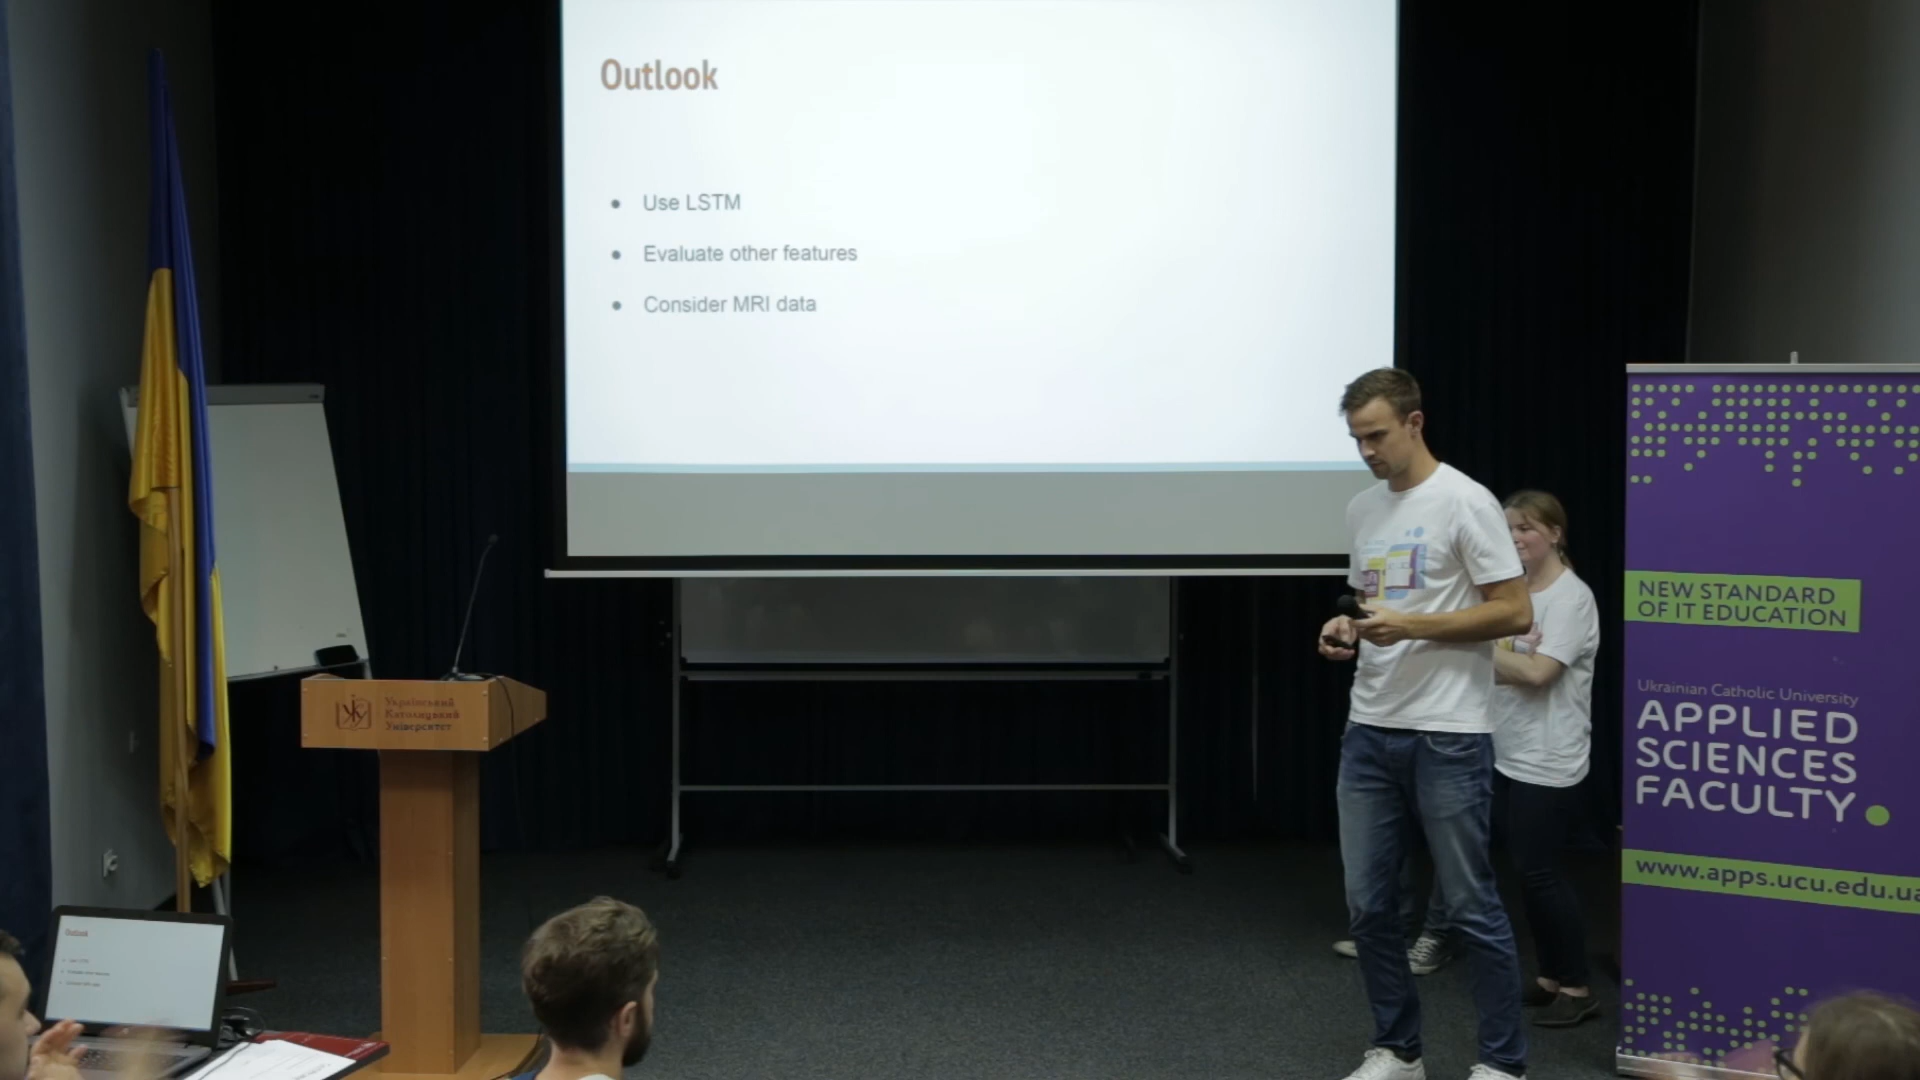 Outlook
Use LSTM
Evaluate other features
Consider MRI data
Український
Католицький
Університет
NEW STANDARD
OF IT EDUCATION
Ukrainian Catholic University
APPLIED
SCIENCES
FACULTY
www.apps.ucu.edu.ua
Outlook